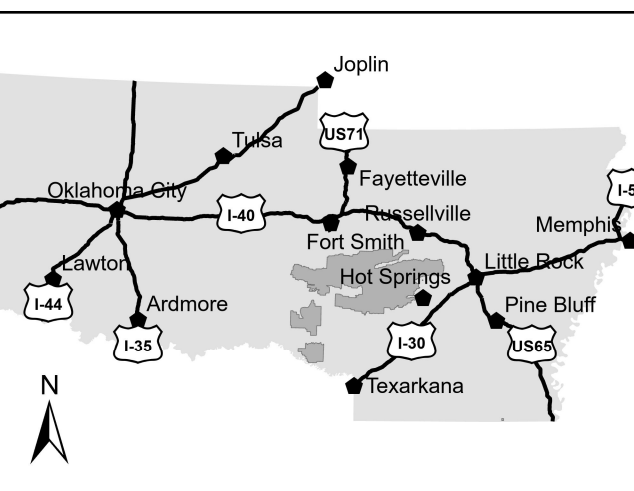 Joplin
Tulsa
US71
Fayetteville
Oklahoma City
I-40
Russellville
I-5
Memphis
Fort Smith
Lawton
Hot Springs
Little Rock
I-44
Ardmore
Pine Bluff
I-35
I-30
US65
Texarkana
N